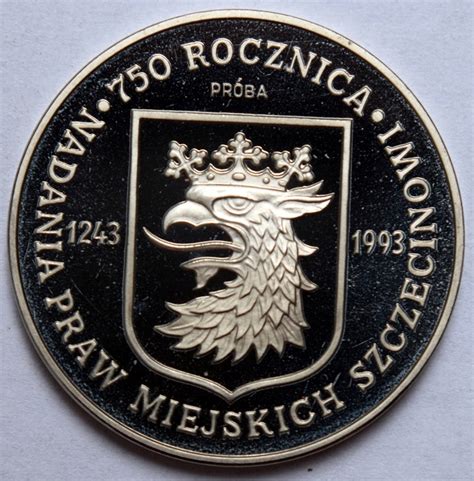 750 ROCZNICA • NADANIA PRAW MIEJSKICH SZCZECINOWI •
PRÓBA
1243
1993